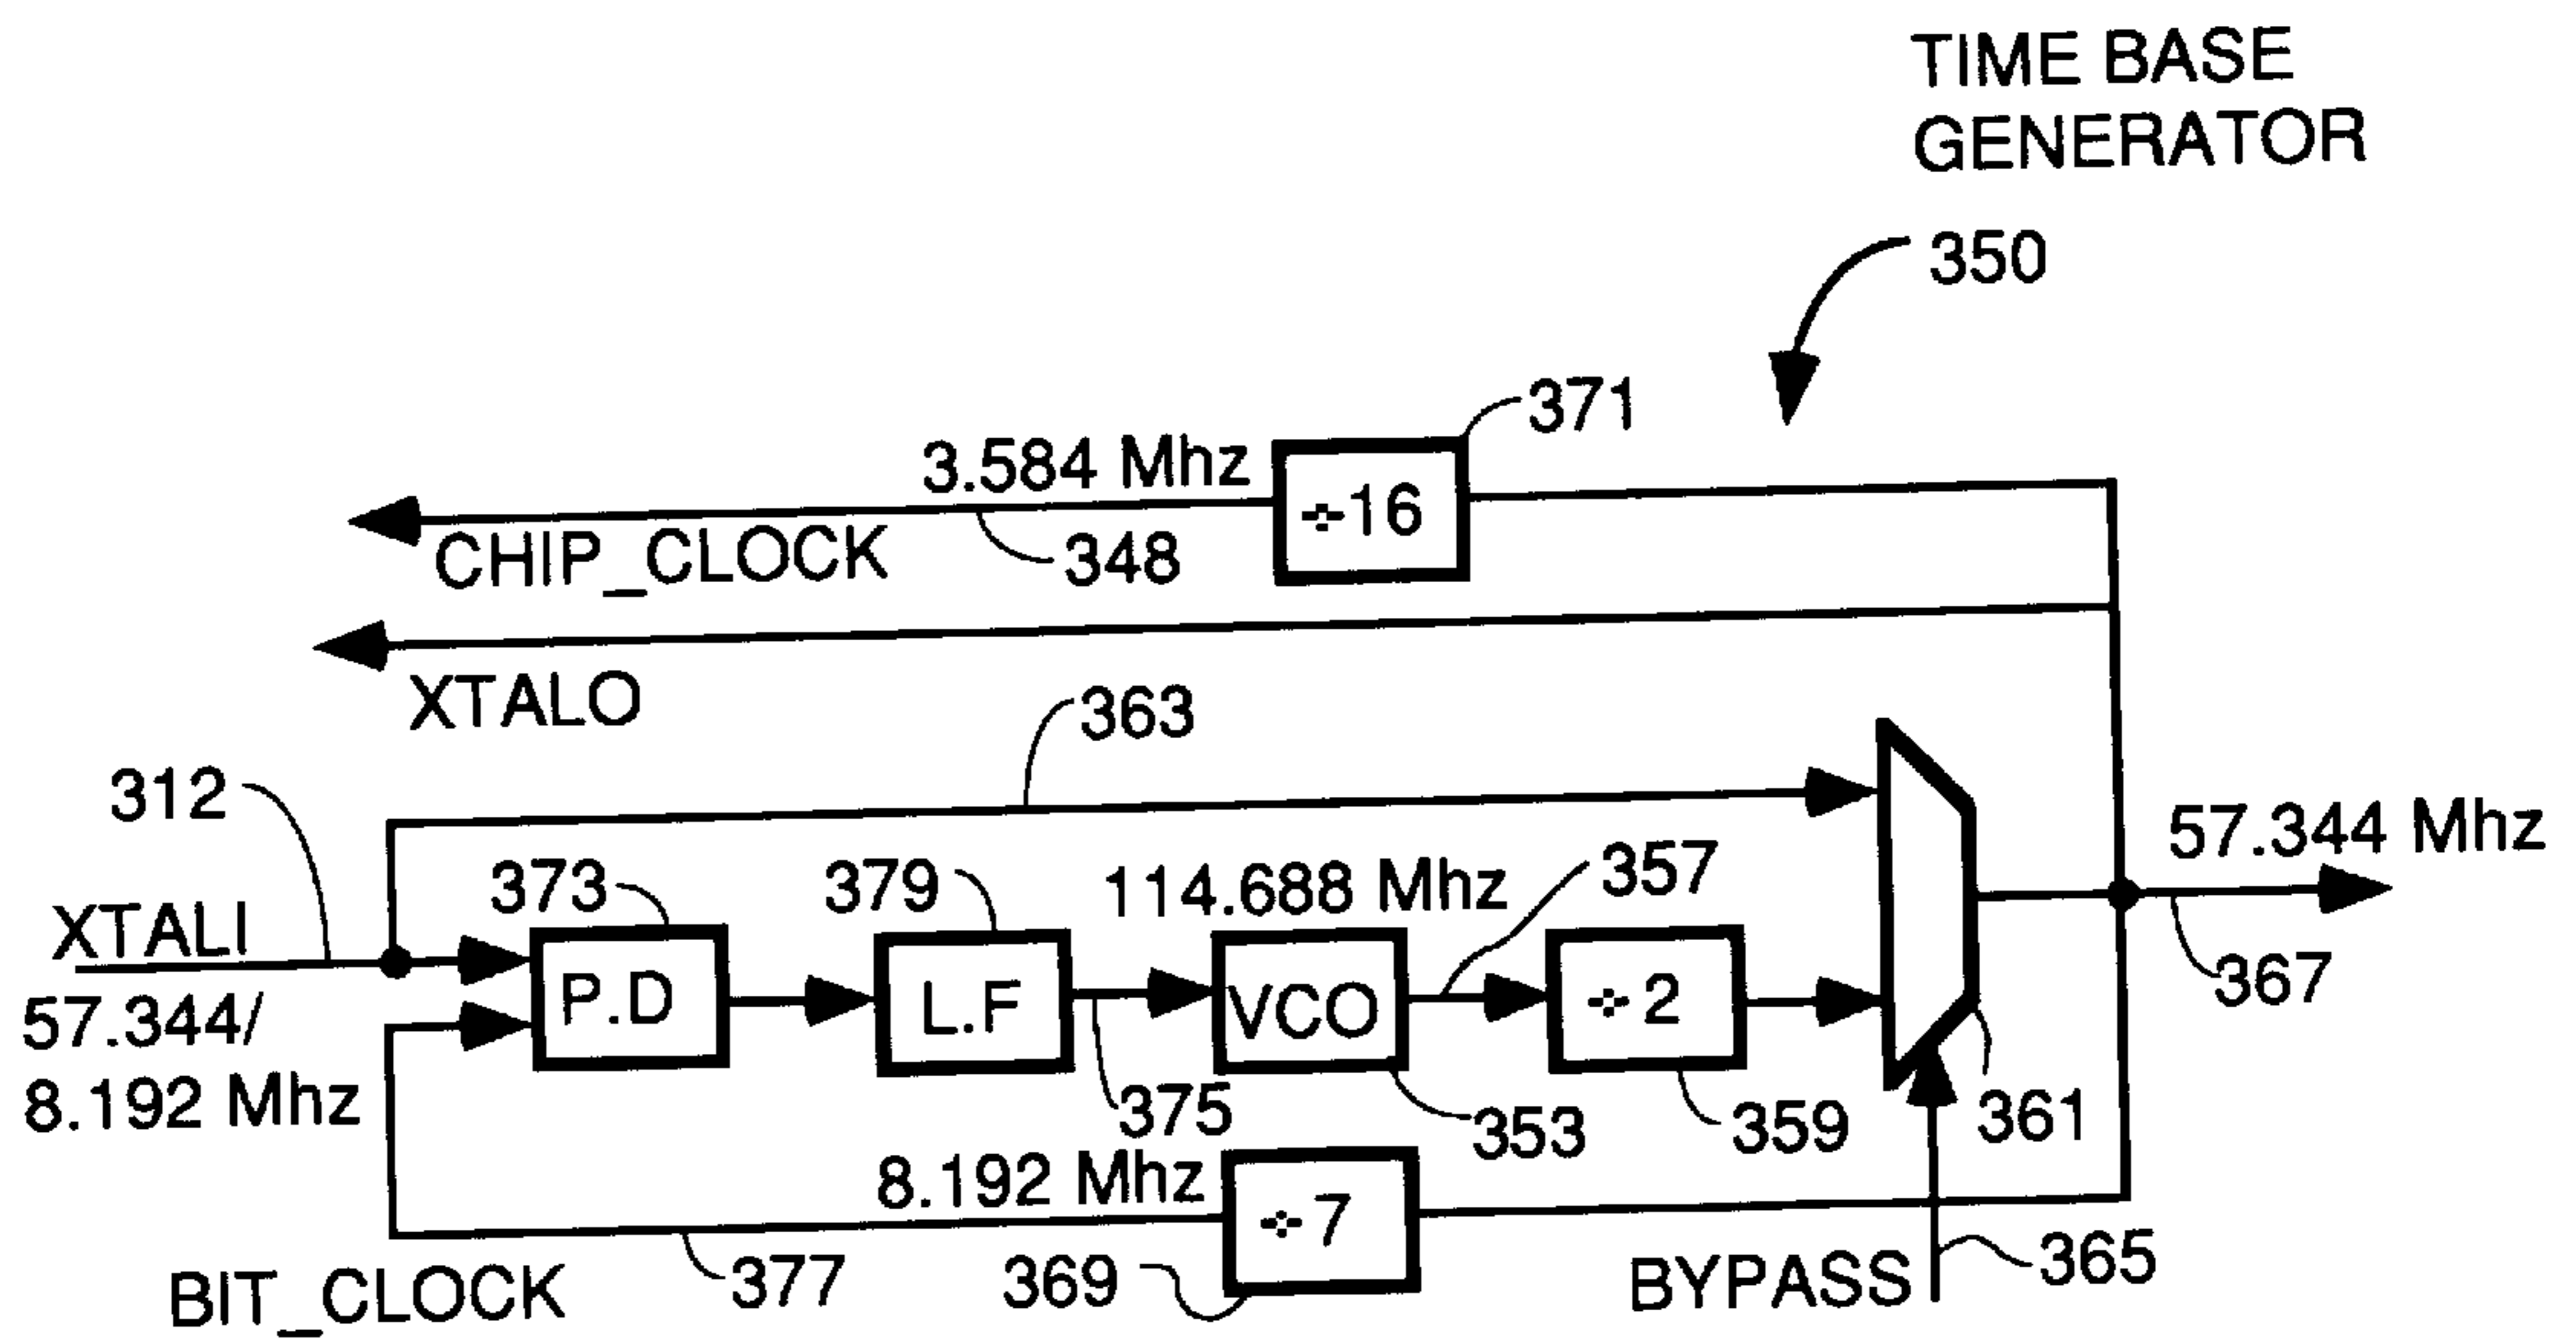 TIME BASE
GENERATOR
350
371
3.584 Mhz
÷16
CHIP_CLOCK
348
XTALO
363
312
57.344 Mhz
373
379
114.688 Mhz
357
XTALI
P.D
L.F
VCO
÷2
367
57.344/
8.192 Mhz
375
353
359
361
8.192 Mhz
÷7
BIT_CLOCK
377
369
BYPASS
365